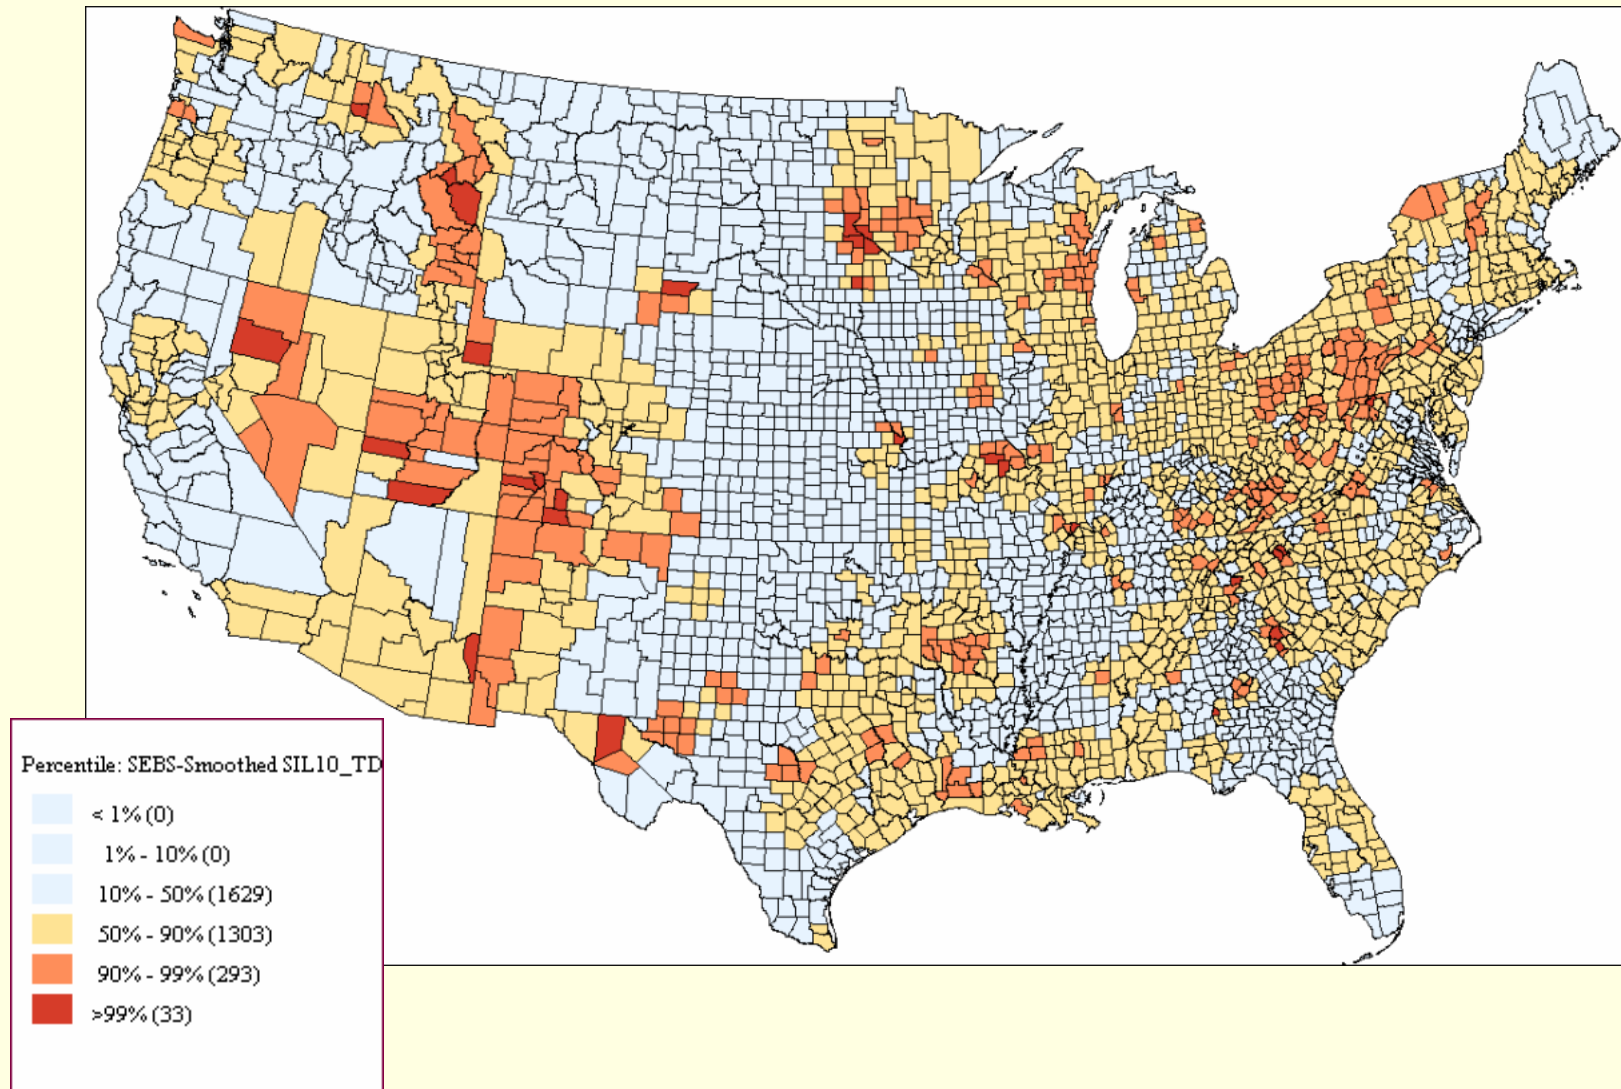 Percentile: SEBS-Smoothed SIL10_TD
< 1% (0)
1% - 10% (0)
10% - 50% (1629)
50% - 90% (1303)
90% - 99% (293)
>99% (33)